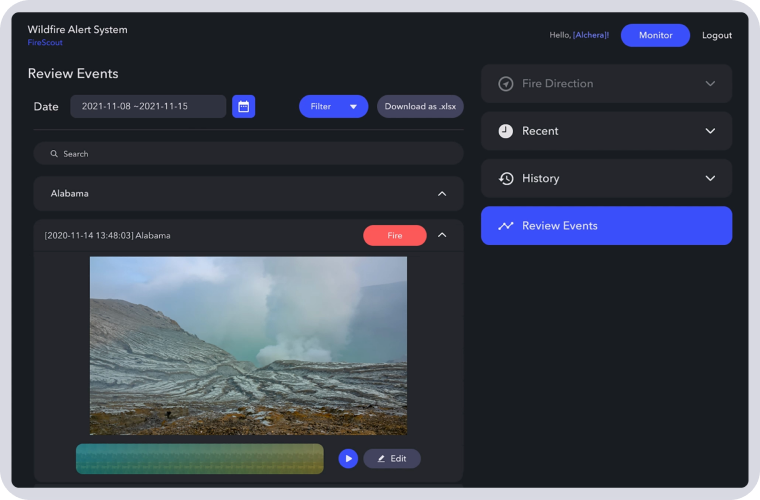 Wildfire Alert System
FireScout
Hello, [Alchera]!
Monitor
Logout
Review Events
Date
2021-11-08 ~2021-11-15
Filter
Download as .xlsx
Search
Alabama
[2020-11-14 13:48:03] Alabama
Fire
Edit
Fire Direction
Recent
History
Review Events